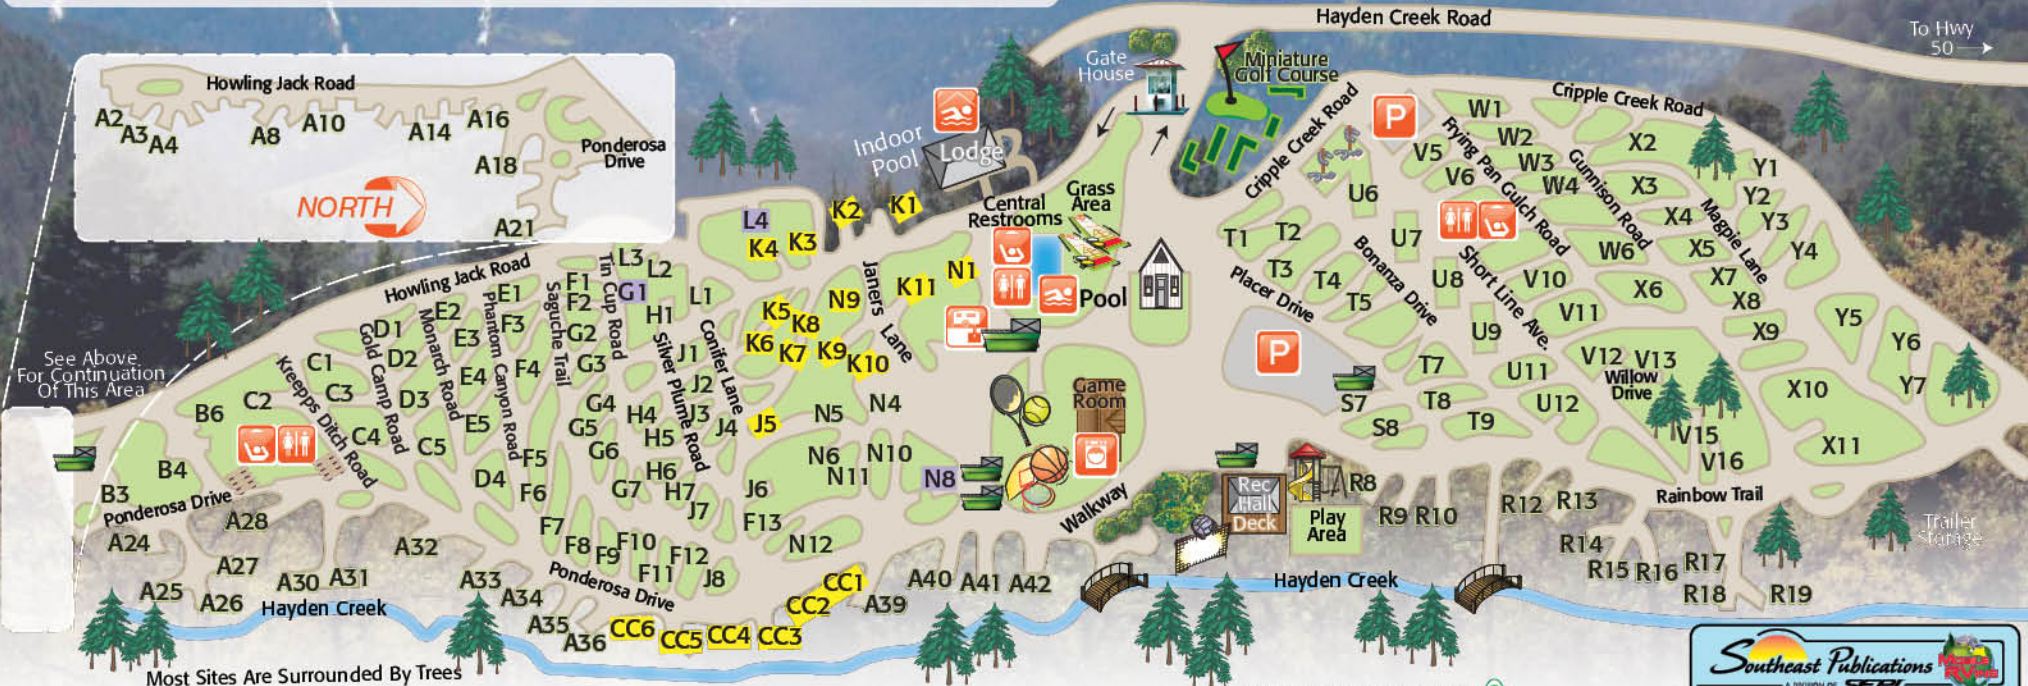 Hayden Creek Road
To Hwy
50
Gate
House
Miniature
Golf Course
Howling Jack Road
A2
A3
A4
A8
A10
A14
A16
A18
A21
Ponderosa
Drive
NORTH
Indoor
Pool
Lodge
Central
Restrooms
Grass
Area
Cripple Creek Road
P
Cripple Creek Road
W1
W2
W3
W4
W6
X2
X3
X4
X5
X6
X7
X8
X9
X10
X11
Y1
Y2
Y3
Y4
Y5
Y6
Y7
Frying Pan Gulch Road
Gunnison Road
Magpie Lane
V5
V6
V10
V11
V12
V13
V15
V16
Willow
Drive
U6
U7
U8
U9
U11
U12
Short Line Ave.
Bonanza Drive
Placer Drive
T1
T2
T3
T4
T5
T7
T8
T9
S7
S8
P
L4
K4
K3
K2
K1
K11
N1
N9
K5
K8
K6
K7
K9
K10
Janers Lane
Pool
Game
Room
See Above
For Continuation
Of This Area
Howling Jack Road
Kreepps Ditch Road
Gold Camp Road
Monarch Road
Phantom Canyon Road
Saguche Trail
Tin Cup Road
Silver Plume Road
Conifer Lane
B6
B4
B3
C1
C2
C3
C4
C5
D1
D2
D3
D4
E1
E2
E3
E4
E5
F1
F2
F3
F4
F5
F6
F7
F8
F9
F10
F11
F12
F13
G1
G2
G3
G4
G5
G6
G7
H1
H4
H5
H6
H7
L3
L2
L1
J1
J2
J3
J4
J5
J6
J7
J8
N5
N4
N6
N10
N11
N8
N12
Ponderosa Drive
A24
A25
A26
A27
A28
A30
A31
A32
A33
A34
A35
A36
Ponderosa Drive
CC6
CC5
CC4
CC3
CC2
CC1
A39
A40
A41
A42
Walkway
Rec
Hall
Deck
Play
Area
R8
R9
R10
R12
R13
R14
R15
R16
R17
R18
R19
Rainbow Trail
Trailer
Storage
Hayden Creek
Hayden Creek
Most Sites Are Surrounded By Trees
Southeast Publications